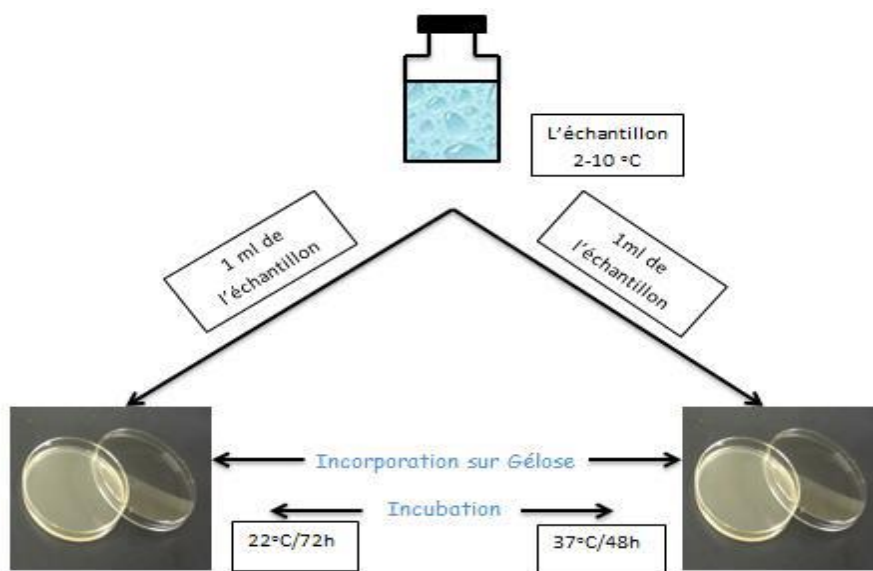 L'échantillon
2-10 °C
1 ml de
l'échantillon
1ml de
l'échantillon
Incorporation sur Gélose
Incubation
22°C/72h
37°C/48h